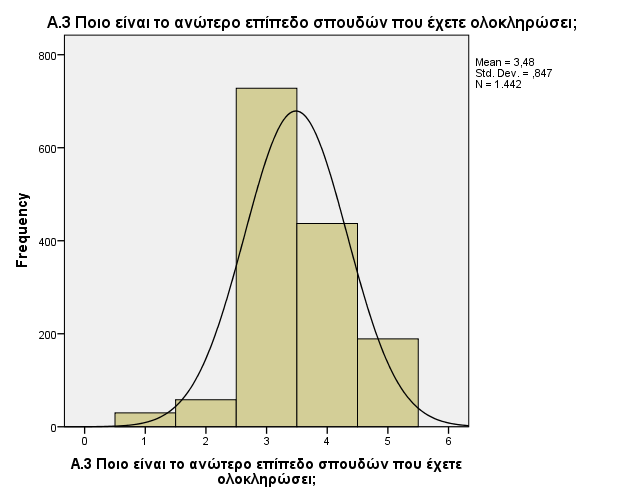 Α.3 Ποιο είναι το ανώτερο επίπεδο σπουδών που έχετε ολοκληρώσει;
Mean = 3,48
Std. Dev. = ,847
N = 1.442
800
600
400
200
0
Frequency
0 1 2 3 4 5 6
Α.3 Ποιο είναι το ανώτερο επίπεδο σπουδών που έχετε
ολοκληρώσει;